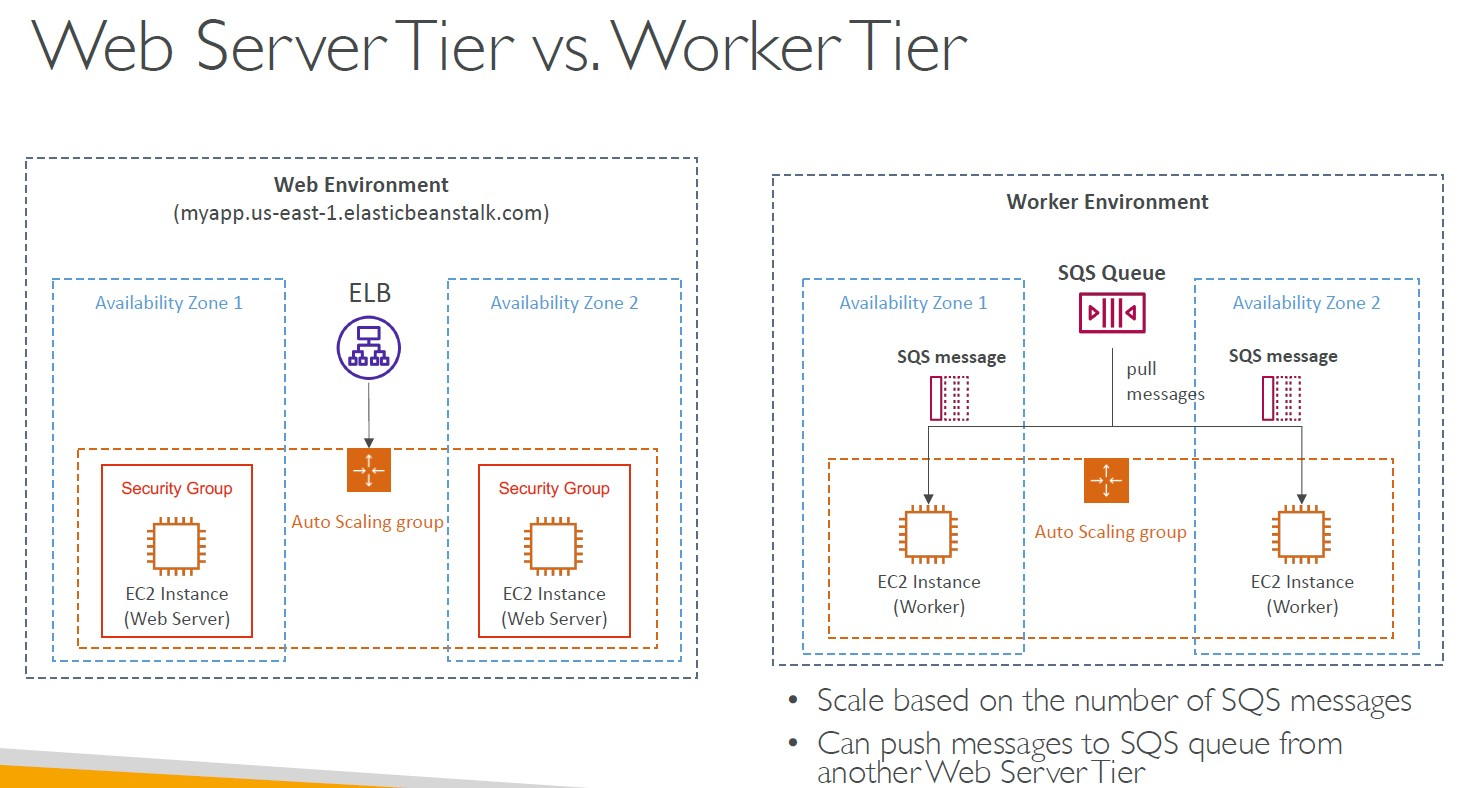 Web Server Tier vs. Worker Tier
Web Environment
(myapp.us-east-1.elasticbeanstalk.com)
Availability Zone 1
ELB
Availability Zone 2
Security Group
Auto Scaling group
Security Group
EC2 Instance
(Web Server)
EC2 Instance
(Web Server)
Worker Environment
SQS Queue
Availability Zone 1
Availability Zone 2
SQS message
pull
messages
SQS message
Auto Scaling group
EC2 Instance
(Worker)
EC2 Instance
(Worker)
• Scale based on the number of SQS messages
• Can push messages to SQS queue from
another Web Server Tier